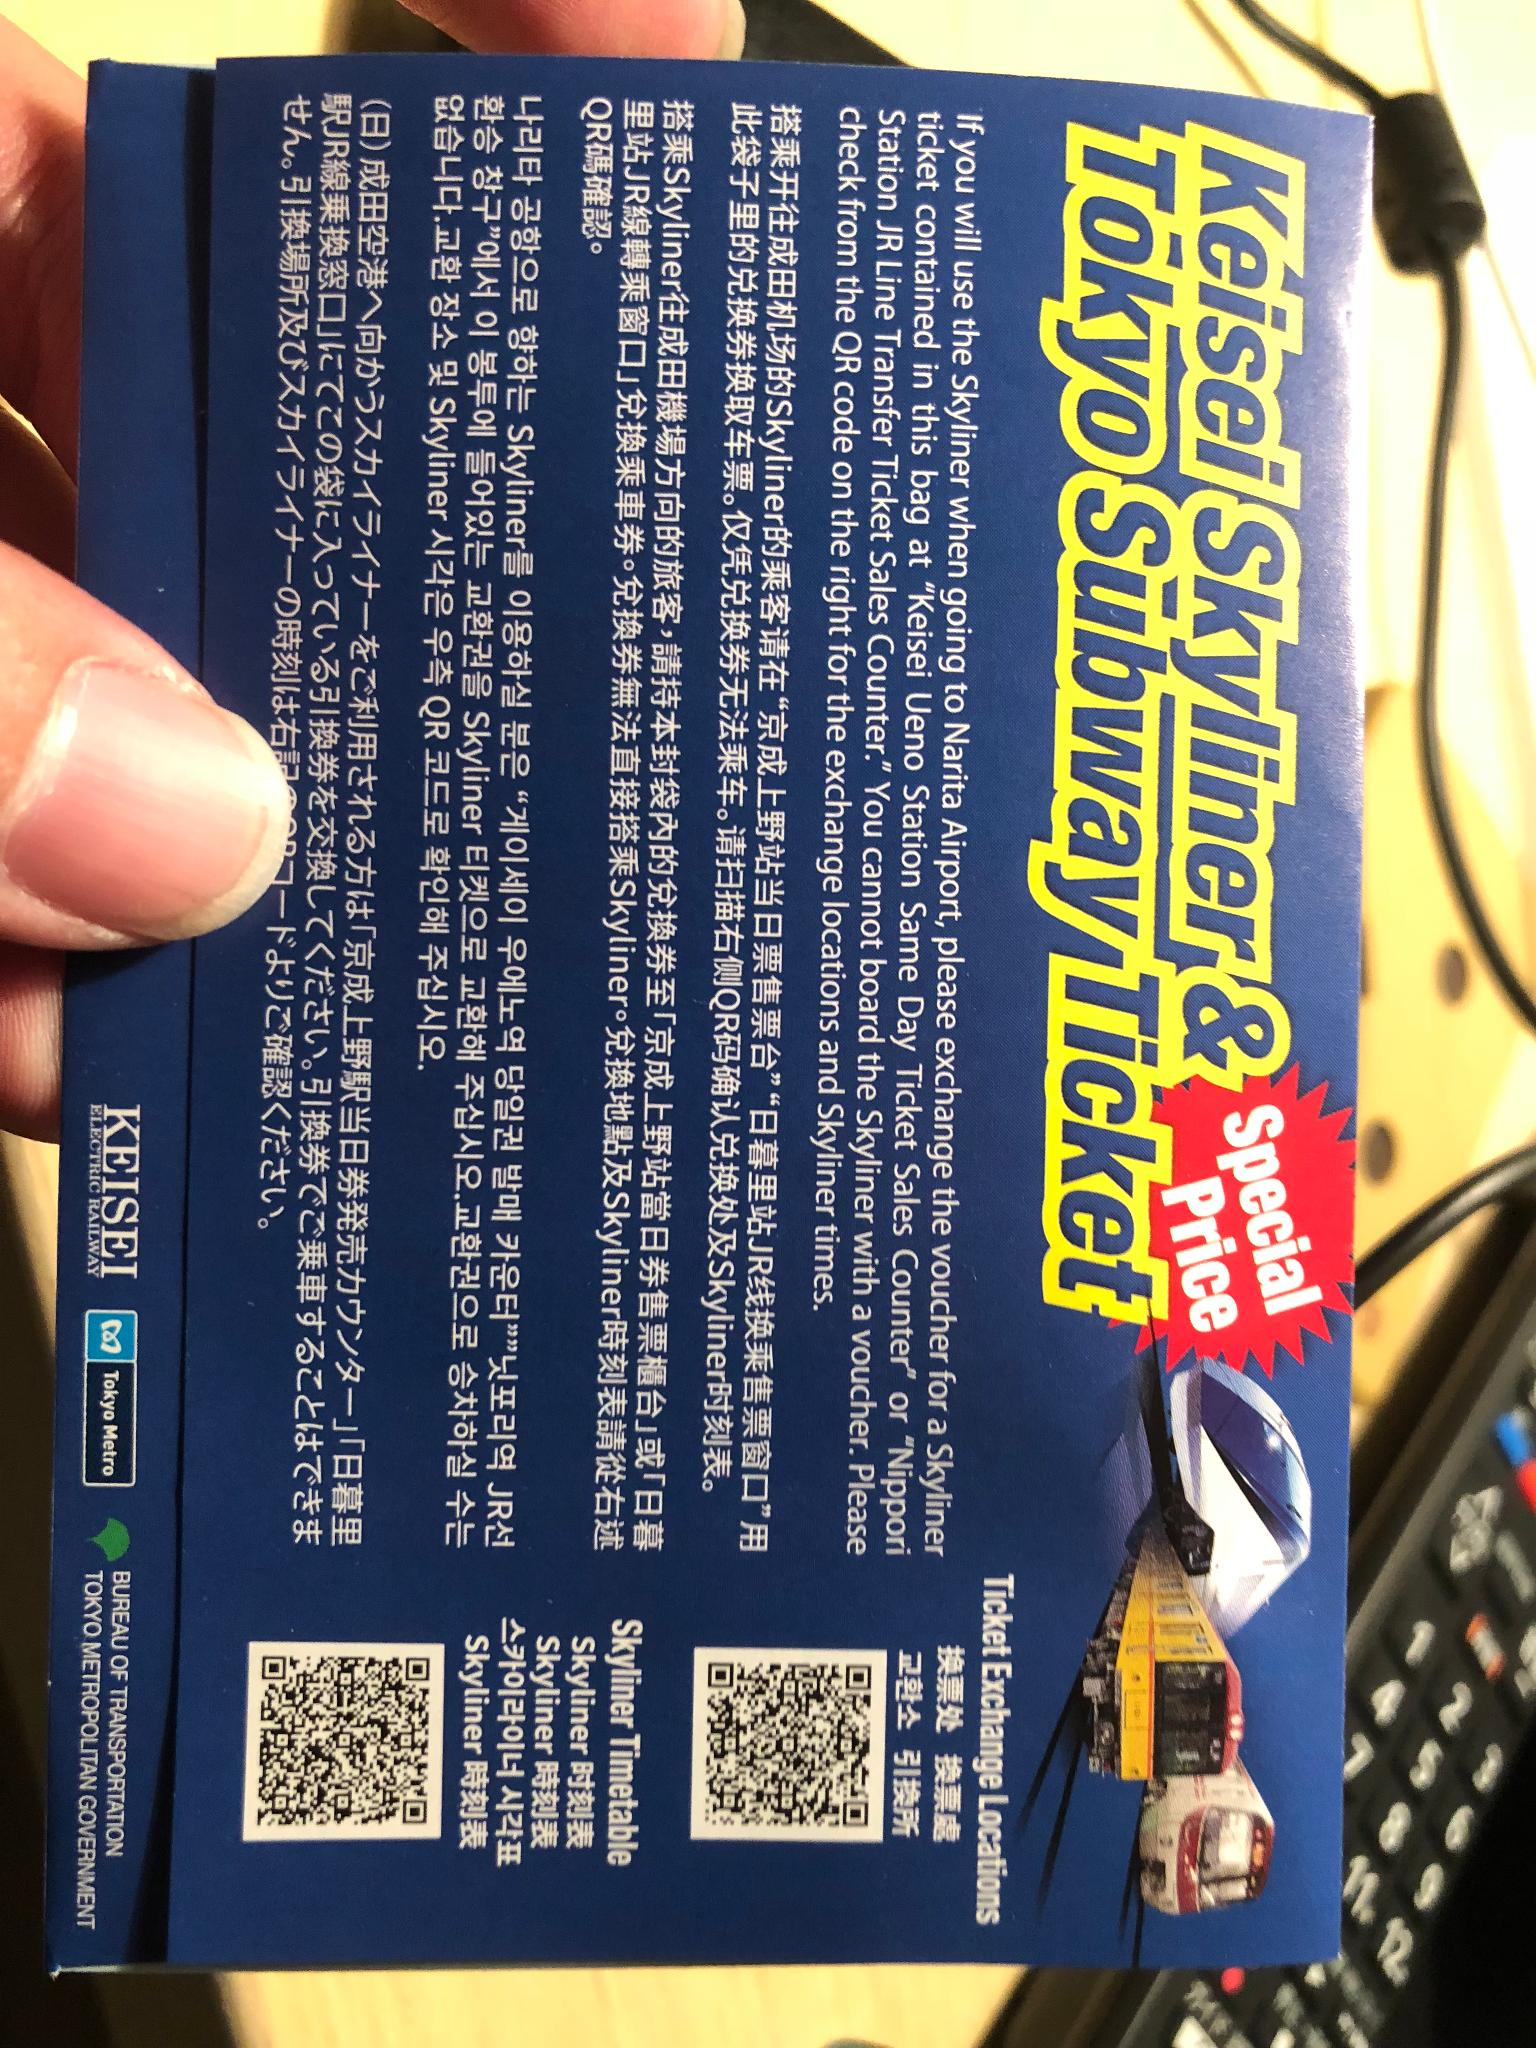 Keisei Skyliner &
Tokyo Subway Ticket
Special
Price
If you will use the Skyliner when going to Narita Airport, please exchange the voucher for a Skyliner
ticket contained in this bag at “Keisei Ueno Station Same Day Ticket Sales Counter” or “Nippori
Station JR Line Transfer Ticket Sales Counter.” You cannot board the Skyliner with a voucher. Please
check from the QR code on the right for the exchange locations and Skyliner times.
搭乘开往成田机场的Skyliner的乘客请在“京成上野站当日票售票台”“日暮里站JR线换乘售票窗口”用
此袋子里的兑换券换取车票。仅凭兑换券无法乘车。请扫描右侧QR码确认兑换处及Skyliner时刻表。
搭乘Skyliner往成田機場方向的旅客，請持本封袋內的兌換券至「京成上野站當日券售票櫃台」或「日暮
里站JR線轉乘窗口」兌換乘車券。兌換券無法直接搭乘Skyliner。兌換地點及Skyliner時刻表請從右述
QR碼確認。
나리타 공항으로 향하는 Skyliner를 이용하실 분은 “게이세이 우에노역 당일권 발매 카운터””닛포리역 JR선
환승 창구”에서 이 봉투에 들어있는 교환권을 Skyliner 티켓으로 교환해 주십시오.교환권으로 승차하실 수는
없습니다.교환 장소 및 Skyliner 시각은 우측 QR 코드로 확인해 주십시오.
(日)成田空港へ向かうスカイライナーをご利用される方は「京成上野駅当日券発売カウンター」「日暮里
駅JR線乗換窓口」にてこの袋に入っている引換券を交換してください。引換券でご乗車することはできま
せん。引換場所及びスカイライナーの時刻は右記のQRコードよりご確認ください。
Ticket Exchange Locations
換票处 換票處
교환소 引換所
Skyliner Timetable
Skyliner 时刻表
Skyliner 時刻表
스카이라이너 시각표
Skyliner 時刻表
KEISEI
ELECTRIC RAILWAY
Tokyo Metro
BUREAU OF TRANSPORTATION
TOKYO METROPOLITAN GOVERNMENT
1
2
3
4
5
6
7
8
9
11
12